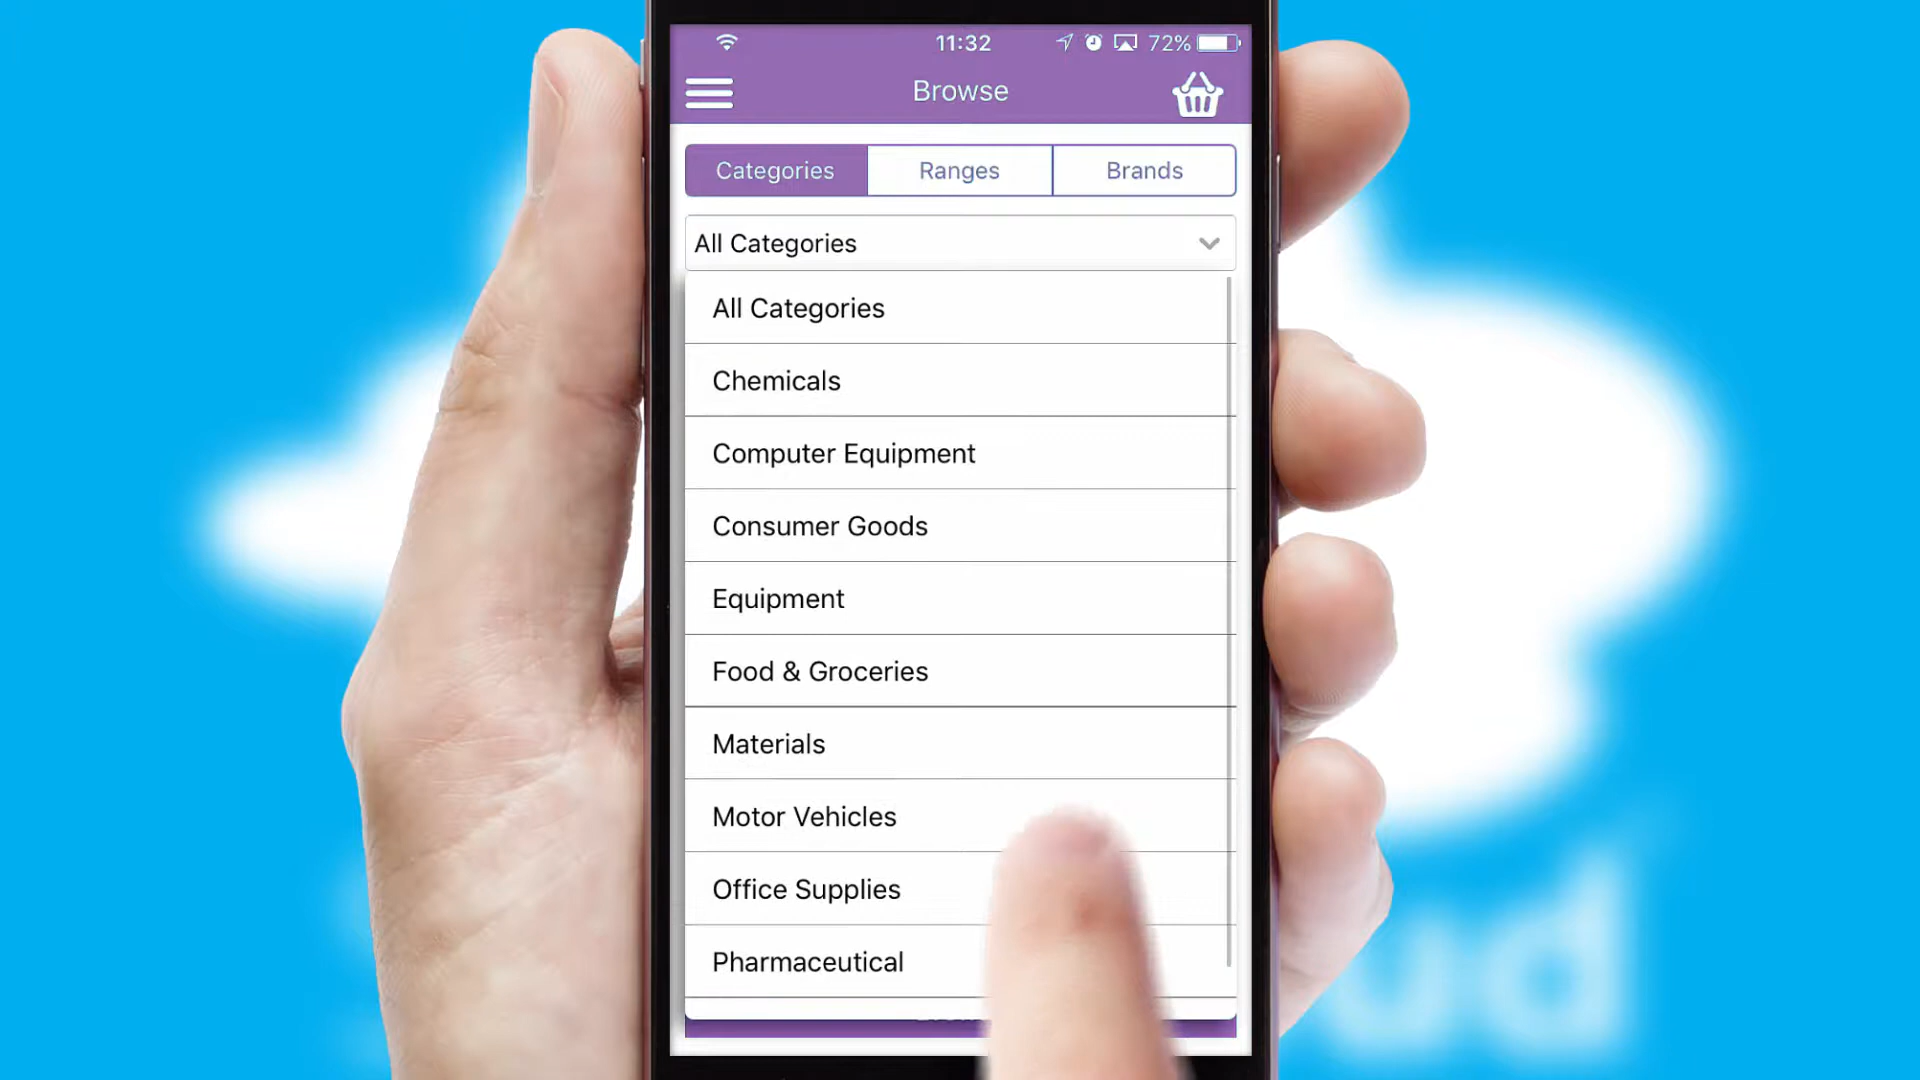 11:32
72%
Browse
Categories
Ranges
Brands
All Categories
All Categories
Chemicals
Computer Equipment
Consumer Goods
Equipment
Food & Groceries
Materials
Motor Vehicles
Office Supplies
Pharmaceutical
ud